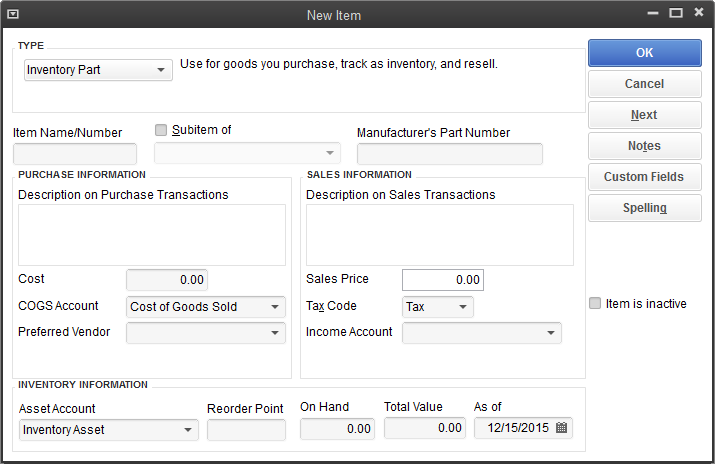 New Item
TYPE
Inventory Part
Use for goods you purchase, track as inventory, and resell.
OK
Cancel
Next
Notes
Custom Fields
Spelling
Item is inactive
Item Name/Number
Subitem of
Manufacturer's Part Number
PURCHASE INFORMATION
Description on Purchase Transactions
Cost 0.00
COGS Account Cost of Goods Sold
Preferred Vendor
SALES INFORMATION
Description on Sales Transactions
Sales Price 0.00
Tax Code Tax
Income Account
INVENTORY INFORMATION
Asset Account Reorder Point On Hand Total Value As of
Inventory Asset 0.00 0.00 12/15/2015